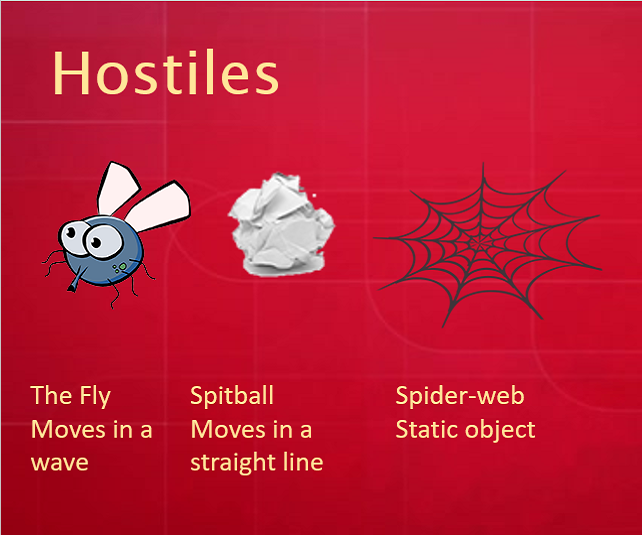 Hostiles
The Fly
Moves in a
wave
Spitball
Moves in a
straight line
Spider-web
Static object